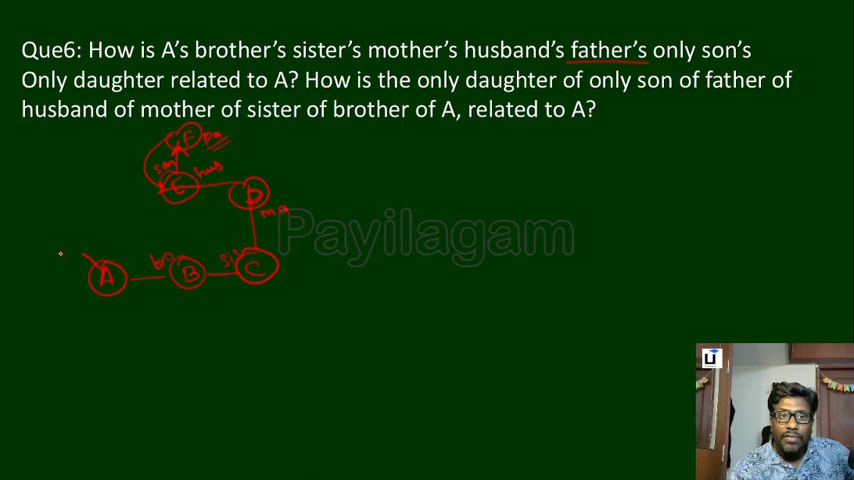 Que6: How is A's brother's sister's mother's husband's father's only son's
Only daughter related to A? How is the only daughter of only son of father of
husband of mother of sister of brother of A, related to A?
F pa
son hus
D
ma
Payilagam
A bro B sis C